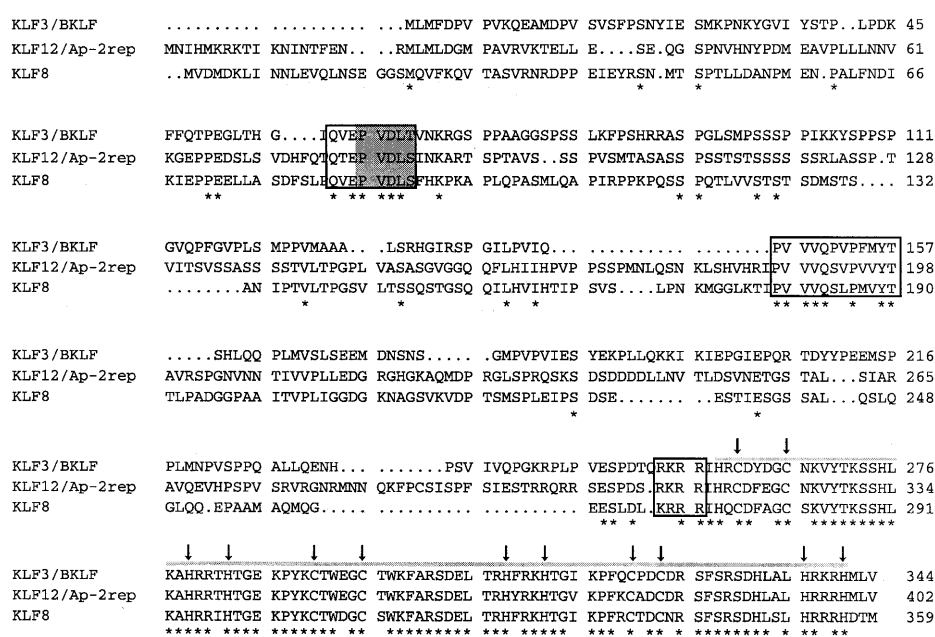 KLF3/BKLF .......... .......... ....MLMFDPV PVKQEAMDPV SVSFPSNYIE SMKPNKYGVI YSTP..LPDK 45
KLF12/Ap-2rep MNIHMKRKTI KNINTFEN.. ...RMLMLDGM PAVRVKTELL E....SE.QG SPNVHNYPDM EAVPLLLNNV 61
KLF8 ..MVDMDKLI NNLEVQLNSE GGSMQVFKQV TASVRNRDPP EIEYRSN.MT SPTLLDANPM EN.PALFNDI 66
* * * *
KLF3/BKLF FFQTPEGLTH G....IQVEP VDLTVNKRGS PPAAGGSPSS LKFPSHRRAS PGLSMPSSSP PIKKYSPPSP 111
KLF12/Ap-2rep KGEPPEDSLS VDHFQTQTEP VDLSINKART SPTAVS..SS PVSMTASASS PSSTSTSSSS SSRLASSP.T 128
KLF8 KIEPPEELLA SDFSLPQVEP VDLSFHKPKA PLQPASMLQA PIRPPKPQSS PQTLVVSTST SDMSTS.... 132
** * ** *** * * * * *
KLF3/BKLF GVQPFGVPLS MPPVMAAA.. .LSRHGIRSP GILPVIQ... .......... .........PV VVQPVPFMYT 157
KLF12/Ap-2rep VITSVSSASS SSTVLTPGPL VASASGVGGQ QFLHIIHPVP PSSPMNLQSN KLSHVHRIPV VVQSVPVVYT 198
KLF8 ........AN IPTVLTPGSV LTSSQSTGSQ QILHVIHTIP SVS....LPN KMGGLKTIPV VVQSLPMVYT 190
* * * * ** *** * **
KLF3/BKLF .....SHLQQ PLMVSLSEEM DNSNS..... .GMPVPVIES YEKPLLQKKI KIEPGIEPQR TDYYPEEMSP 216
KLF12/Ap-2rep AVRSPGNVNN TIVVPLLEDG RGHGKAQMDP RGLSPRQSKS DSDDDDLLNV TLDSVNETGS TAL...SIAR 265
KLF8 TLPADGGPAA ITVPLIGGDG KNAGSVKVDP TSMSPLEIPS DSE....... .ESTIESGS SAL...QSLQ 248
* *
↓ ↓
KLF3/BKLF PLMNPVSPPQ ALLQENH... ......PSV IVQPGKRPLP VESPDTQRKR RIHRCDYDGC NKVYTKSSHL 276
KLF12/Ap-2rep AVQEVHPSPV SRVRGNRMNN QKFPCSISPF SIESTRRQRR SESPDS.RKR RIHRCDFEGC NKVYTKSSHL 334
KLF8 GLQQ.EPAAM AQMQG..... .......... .......... EESLDL.KRR RIHQCDFAGC SKVYTKSSHL 291
** * * *** ** ** *********
↓ ↓ ↓ ↓ ↓ ↓ ↓ ↓ ↓ ↓
KLF3/BKLF KAHRRTHTGE KPYKCTWEGC TWKFARSDEL TRHFRKHTGI KPFQCPDCDR SFSRSDHLAL HRKRHMLV 344
KLF12/Ap-2rep KAHRRTHTGE KPYKCTWEGC TWKFARSDEL TRHYRKHTGV KPFKCADCDR SFSRSDHLAL HRRRHMLV 402
KLF8 KAHRRIHTGE KPYKCTWDGC SWKFARSDEL TRHFRKHTGI KPFRCTDCNR SFSRSDHLSL HRRRHDTM 359
***** **** ******* ** ********* *** ***** *** * ** * ******** * ** **